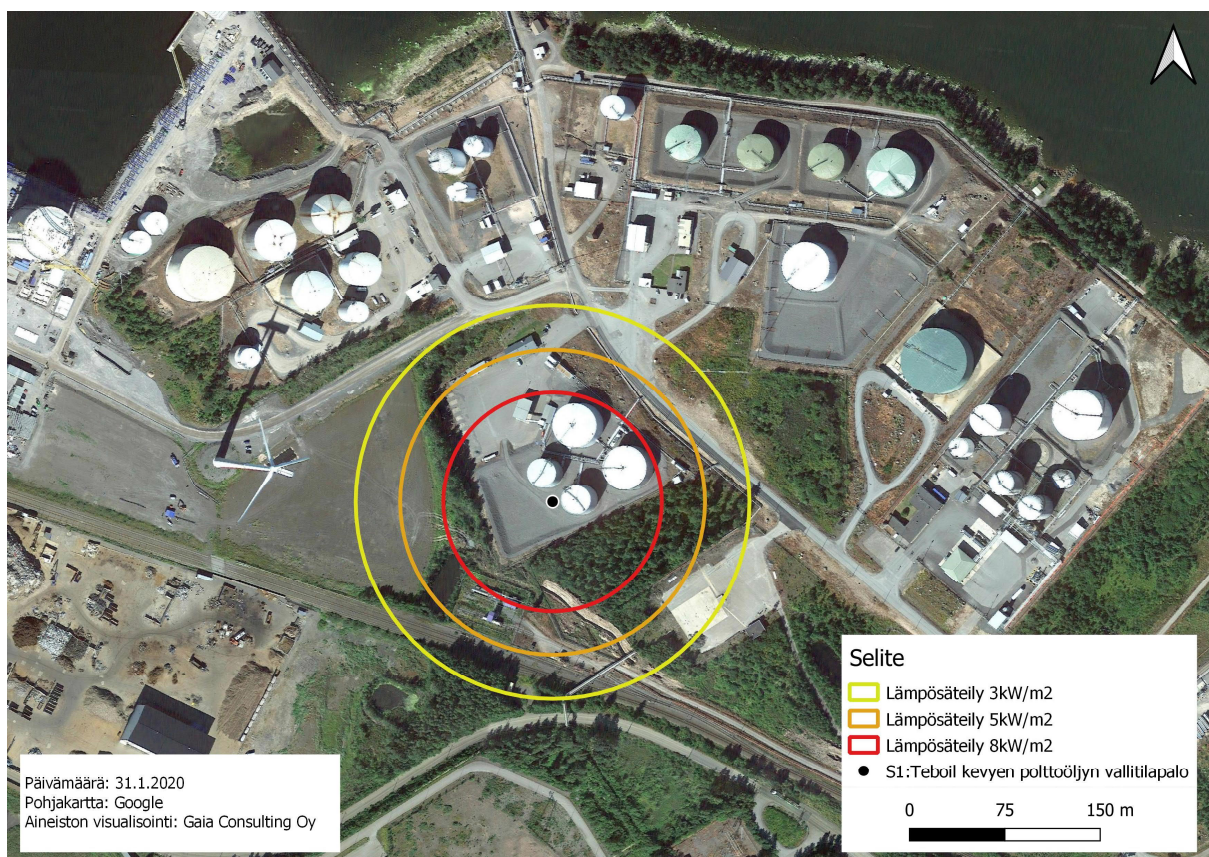 Selite
Lämpösäteily 3kW/m2
Lämpösäteily 5kW/m2
Lämpösäteily 8kW/m2
S1:Teboil kevyen polttoöljyn vallitilapalo
0 75 150 m
Päivämäärä: 31.1.2020
Pohjakartta: Google
Aineiston visualisointi: Gaia Consulting Oy